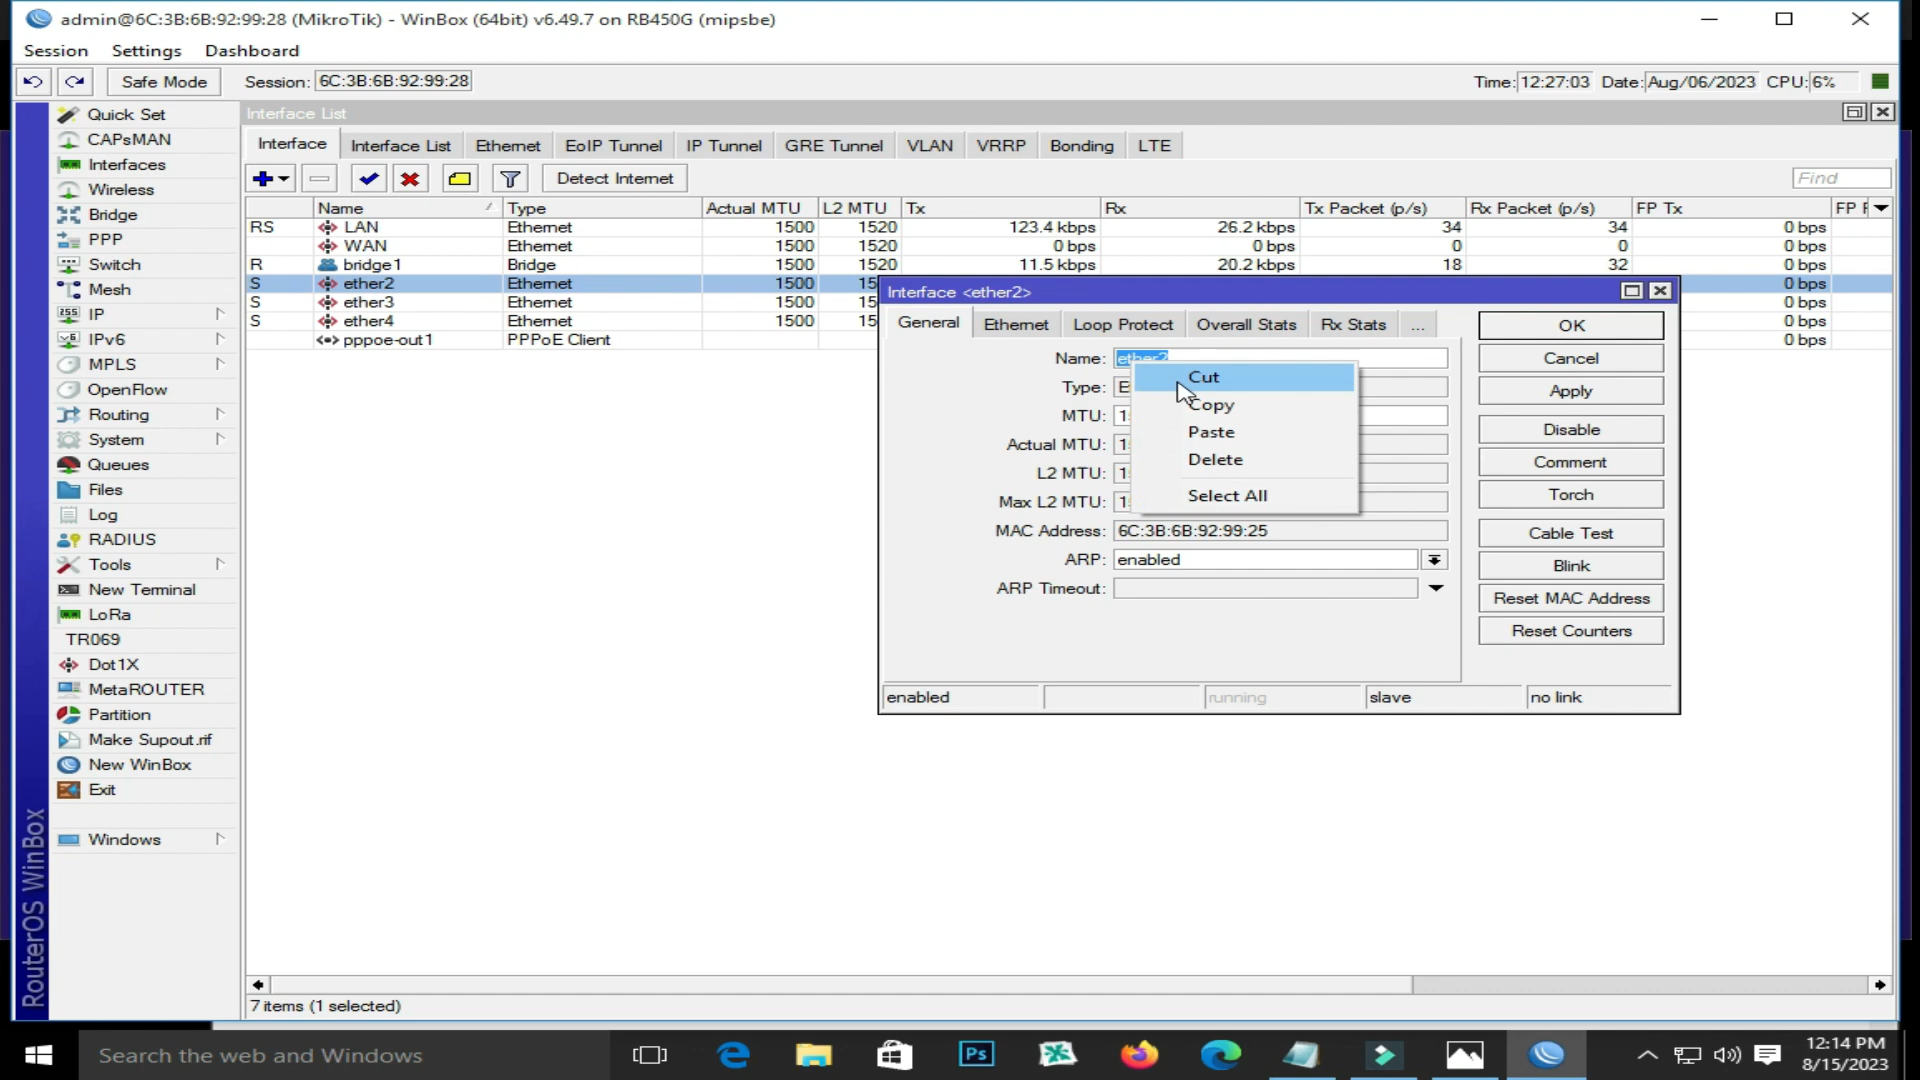 admin@6C:3B:6B:92:99:28 (MikroTik) - WinBox (64bit) v6.49.7 on RB450G (mipsbe)
Session Settings Dashboard
Safe Mode Session: 6C:3B:6B:92:99:28 Time: 12:27:03 Date: Aug/06/2023 CPU: 6%
Quick Set
CAPsMAN
Interfaces
Wireless
Bridge
PPP
Switch
Mesh
IP
IPv6
MPLS
OpenFlow
Routing
System
Queues
Files
Log
RADIUS
Tools
New Terminal
LoRa
TR069
Dot1X
MetaROUTER
Partition
Make Supout.rif
New WinBox
Exit
Windows
RouterOS WinBox
Interface List
Interface Interface List Ethernet EoIP Tunnel IP Tunnel GRE Tunnel VLAN VRRP Bonding LTE
Detect Internet Find
Name Type Actual MTU L2 MTU Tx Rx Tx Packet (p/s) Rx Packet (p/s) FP Tx FP
RS LAN Ethernet 1500 1520 123.4 kbps 26.2 kbps 34 34 0 bps
WAN Ethernet 1500 1520 0 bps 0 bps 0 0 0 bps
R bridge1 Bridge 1500 1520 11.5 kbps 20.2 kbps 18 32 0 bps
S ether2 Ethernet 1500 15 0 bps
S ether3 Ethernet 1500 15 0 bps
S ether4 Ethernet 1500 15 0 bps
pppoe-out1 PPPoE Client 0 bps
Interface <ether2>
General Ethernet Loop Protect Overall Stats Rx Stats ...
Name: ether2
Type: E
MTU: 1
Actual MTU: 1
L2 MTU: 1
Max L2 MTU: 1
MAC Address: 6C:3B:6B:92:99:25
ARP: enabled
ARP Timeout:
Cut
Copy
Paste
Delete
Select All
OK
Cancel
Apply
Disable
Comment
Torch
Cable Test
Blink
Reset MAC Address
Reset Counters
enabled running slave no link
7 items (1 selected)
Search the web and Windows
Ps
12:14 PM
8/15/2023